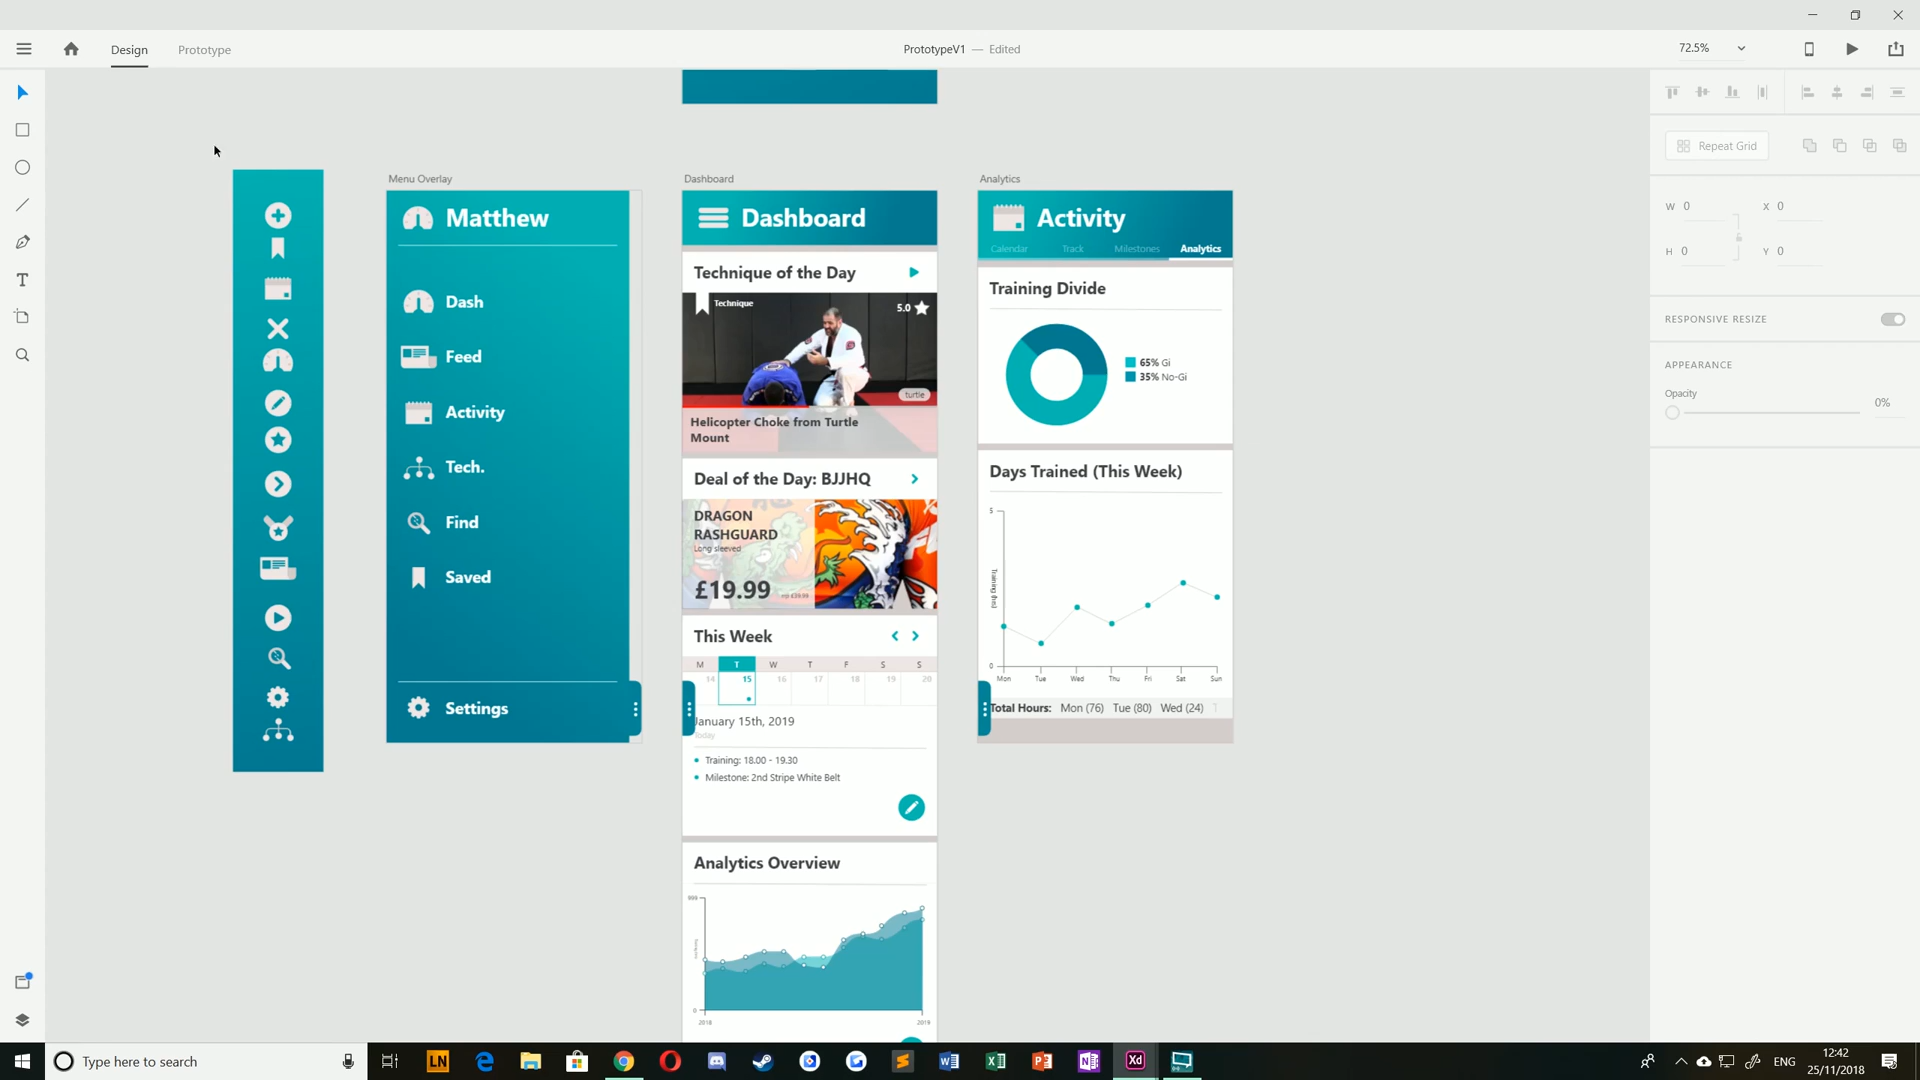 Design
Prototype
PrototypeV1 — Edited
72.5%
Repeat Grid
W 0
X 0
H 0
Y 0
RESPONSIVE RESIZE
APPEARANCE
Opacity
0%
Menu Overlay
Matthew
Dash
Feed
Activity
Tech.
Find
Saved
Settings
Dashboard
Dashboard
Technique of the Day
Technique
5.0
turtle
Helicopter Choke from Turtle
Mount
Deal of the Day: BJJHQ
DRAGON
RASHGUARD
Long sleeved
£19.99
This Week
M T W T F S S
14 15 16 17 18 19 20
January 15th, 2019
Today
Training: 18.00 - 19.30
Milestone: 2nd Stripe White Belt
Analytics Overview
999
0
2018
2019
Analytics
Activity
Calendar Track Milestones Analytics
Training Divide
65% Gi
35% No-Gi
Days Trained (This Week)
5
Training (hrs)
0
Mon Tue Wed Thu Fri Sat Sun
Total Hours: Mon (76) Tue (80) Wed (24)
Type here to search
LN
Xd
ENG
12:42
25/11/2018